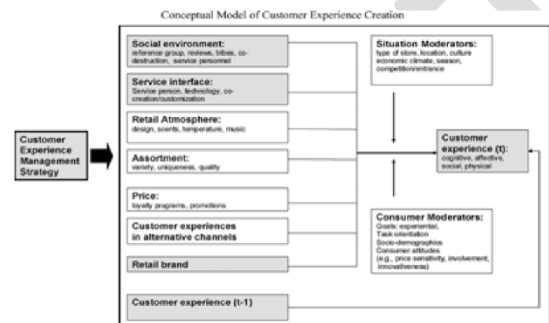 Conceptual Model of Customer Experience Creation
Social environment:
reference group, reviews, tribes, co-
destruction, service personnel
Service interface:
Service person, technology, co-
creation/customization
Retail Atmosphere:
design, scents, temperature, music
Assortment:
variety, uniqueness, quality
Price:
loyalty programs, promotions
Customer experiences
in alternative channels
Retail brand
Customer experience (t-1)
Customer
Experience
Management
Strategy
Situation Moderators:
type of store, location, culture
economic climate, season,
competition/entrance
Customer
experience (t):
cognitive, affective,
social, physical
Consumer Moderators:
Goals: experiential,
Task orientation
Socio-demographics
Consumer attitudes
(e.g., price sensitivity, involvement,
innovativeness)